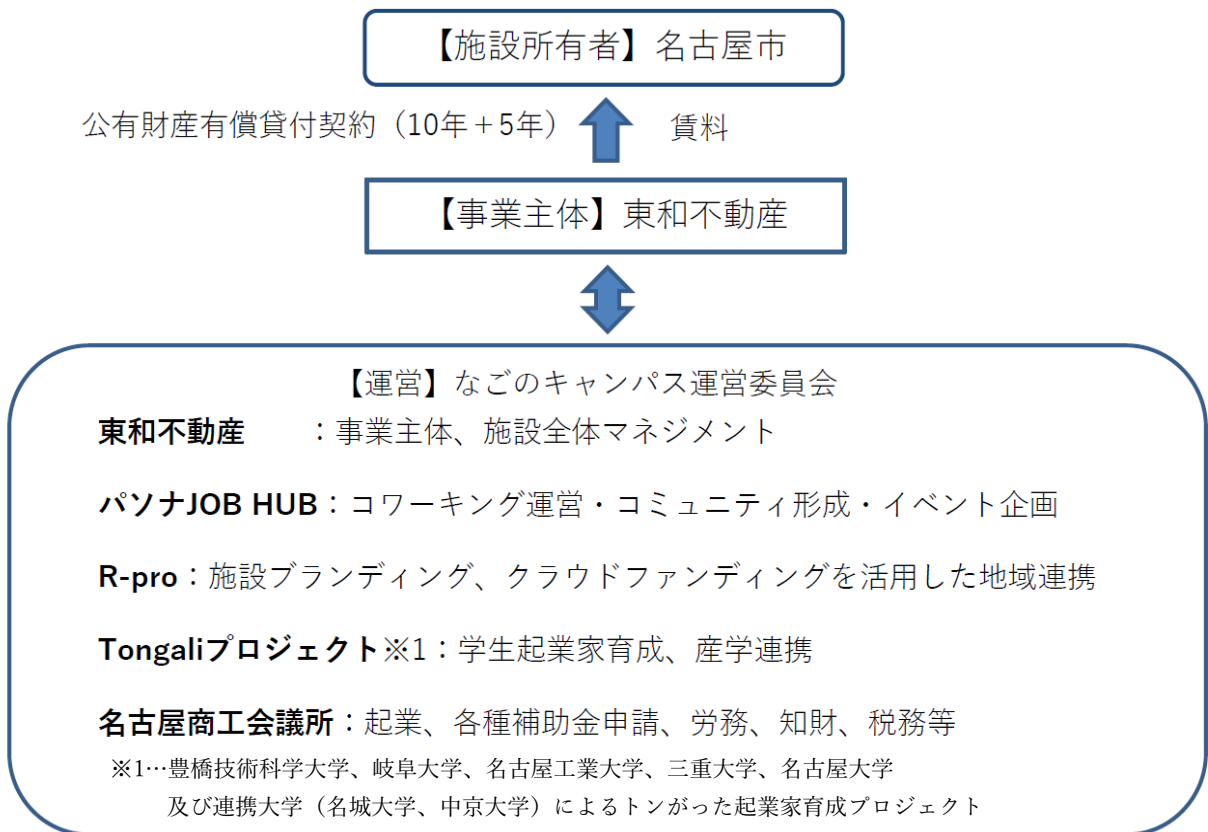 【施設所有者】名古屋市
公有財産有償貸付契約（10年＋5年） 賃料
【事業主体】東和不動産
【運営】なごのキャンパス運営委員会
東和不動産 ：事業主体、施設全体マネジメント
パソナJOB HUB：コワーキング運営・コミュニティ形成・イベント企画
R-pro：施設ブランディング、クラウドファンディングを活用した地域連携
Tongaliプロジェクト※1：学生起業家育成、産学連携
名古屋商工会議所：起業、各種補助金申請、労務、知財、税務等
※1…豊橋技術科学大学、岐阜大学、名古屋工業大学、三重大学、名古屋大学
及び連携大学（名城大学、中京大学）によるトンがった起業家育成プロジェクト